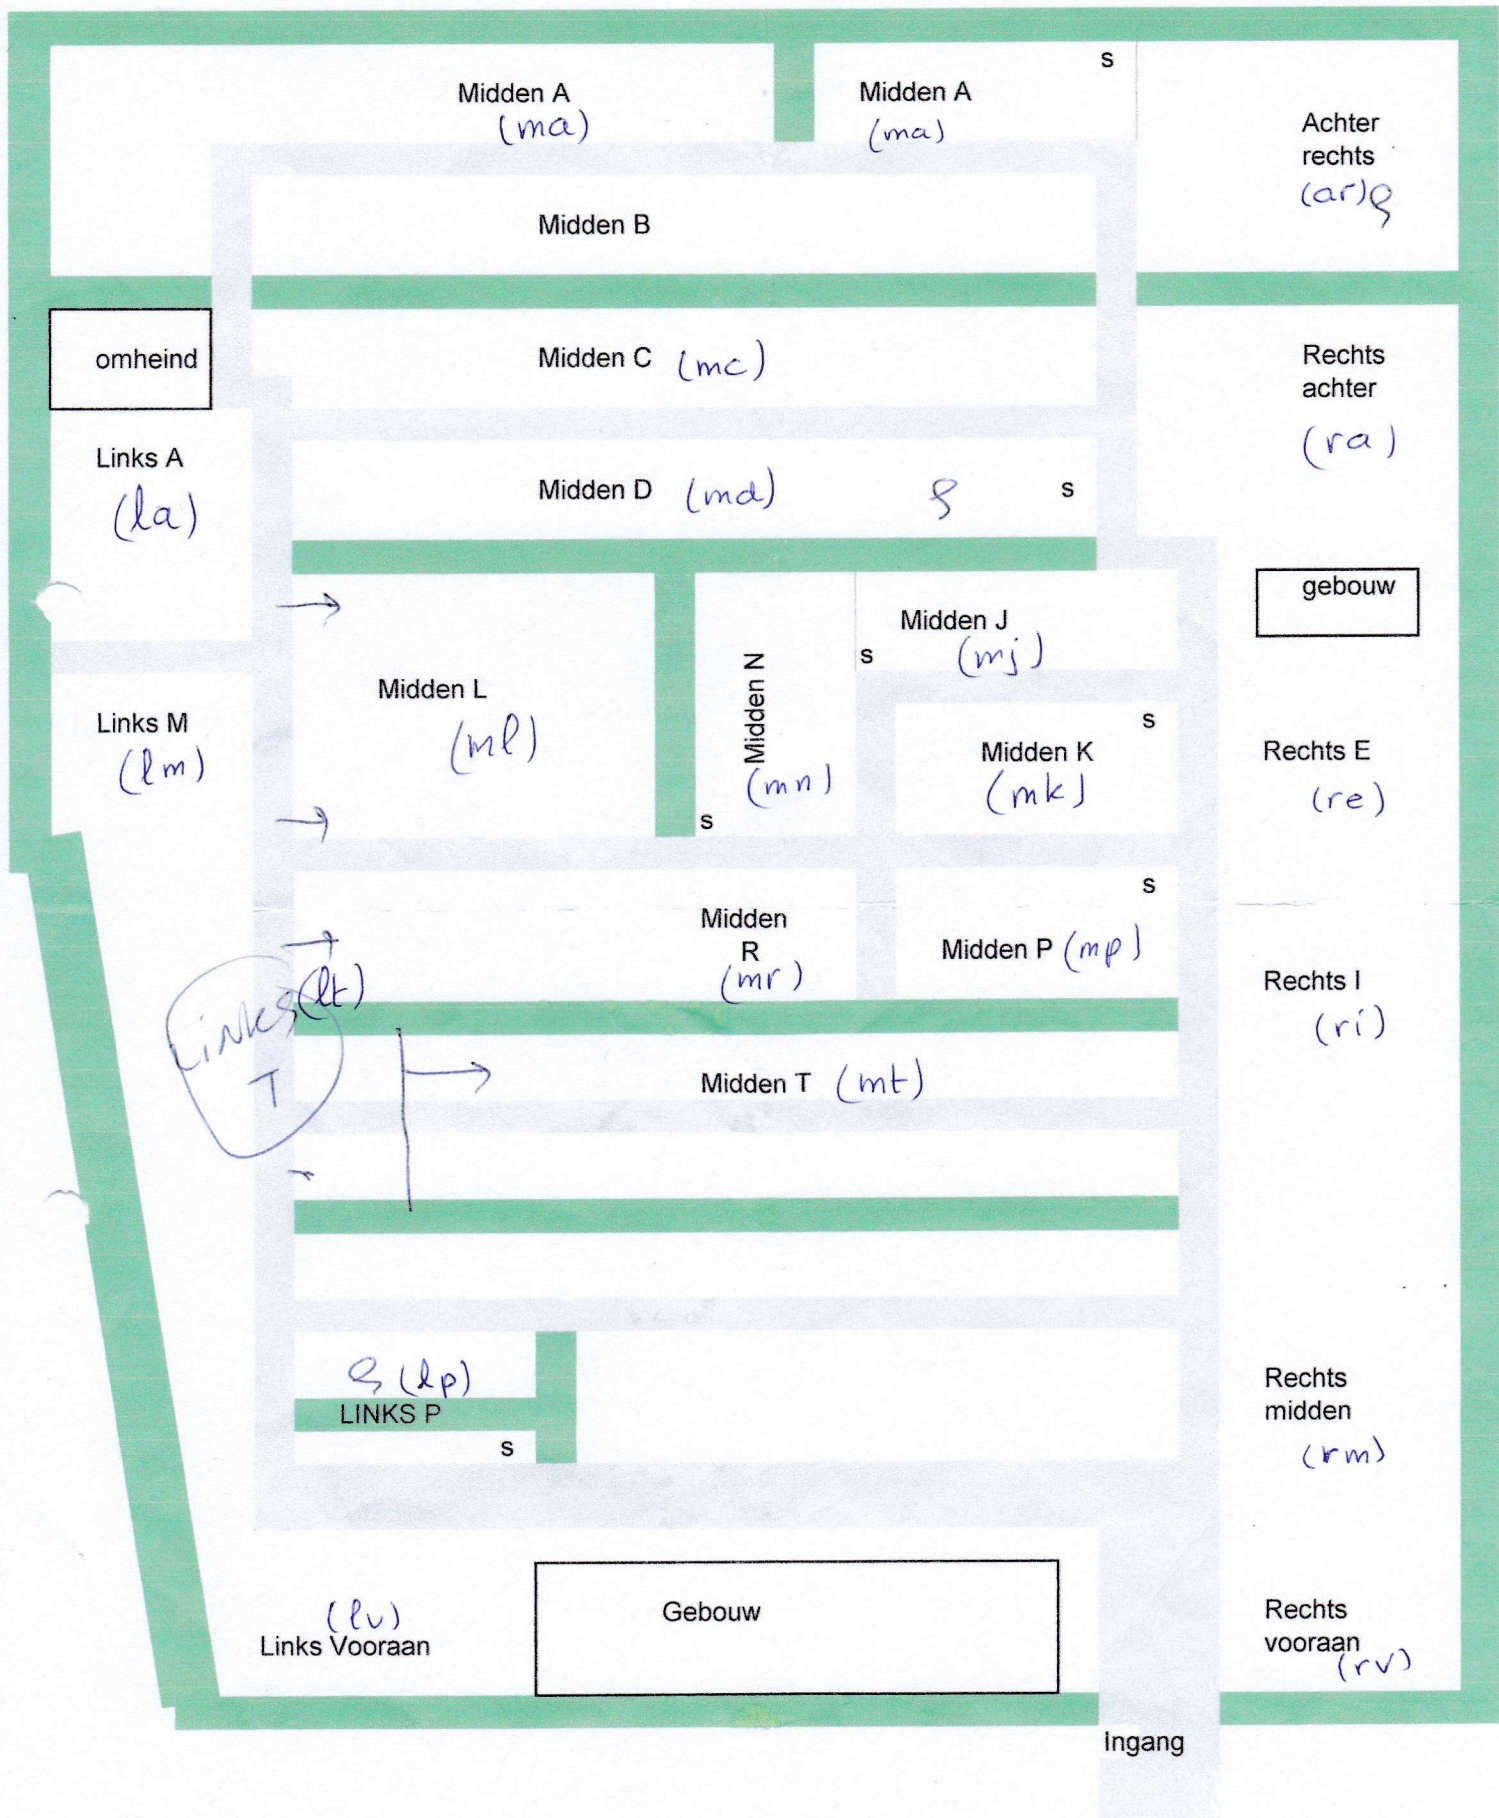 s
Midden A
(ma)
Midden A
(ma)
Achter
rechts
(ar)
Midden B
omheind
Midden C (mc)
Rechts
achter
(ra)
Links A
(la)
Midden D (md)
s
gebouw
Midden J
(mj)
s
Midden L
(ml)
Midden N
(mn)
s
Links M
(lm)
s
Midden K
(mk)
Rechts E
(re)
s
Midden
R
(mr)
Midden P (mp)
Rechts I
(ri)
LiNKS (lt)
T
Midden T (mt)
(lp)
LINKS P
s
Rechts
midden
(rm)
(lv)
Links Vooraan
Gebouw
Rechts
vooraan
(rv)
Ingang